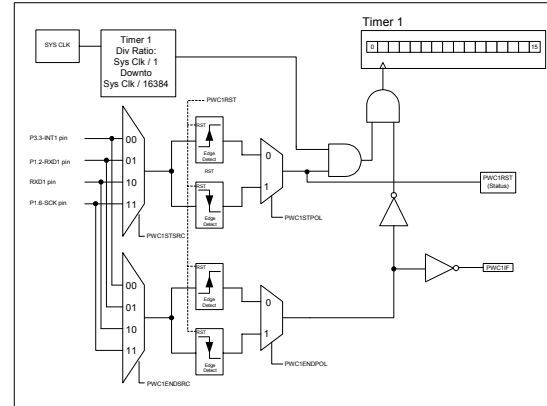 Timer 1
0
15
SYS CLK
Timer 1
Div Ratio:
Sys Clk / 1
Downto
Sys Clk / 16384
PWC1RST
P3.3-INT1 pin
P1.2-RXD1 pin
RXD1 pin
P1.6-SCK pin
00
01
10
11
RST
Edge
Detect
RST
RST
Edge
Detect
0
1
PWC1STPOL
PWC1STSRC
PWC1RST
(Status)
00
01
10
11
Edge
Detect
RST
Edge
Detect
0
1
PWC1IF
PWC1ENDPOL
PWC1ENDSRC